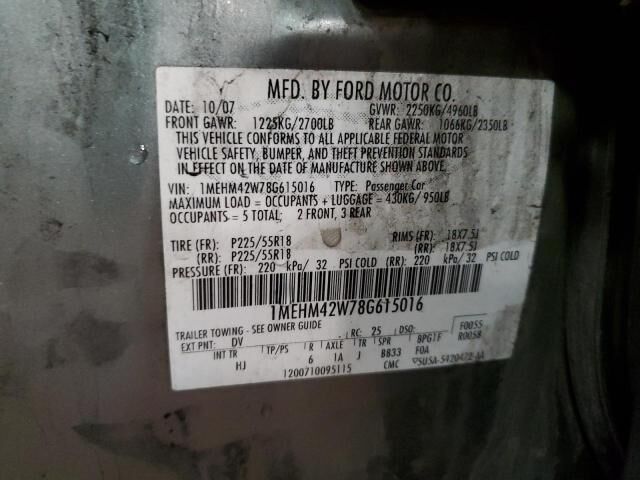 MFD. BY FORD MOTOR CO.
DATE: 10/07 GVWR: 2250KG/4960LB
FRONT GAWR: 1225KG/2700LB REAR GAWR: 1066KG/2350LB
THIS VEHICLE CONFORMS TO ALL APPLICABLE FEDERAL MOTOR
VEHICLE SAFETY, BUMPER, AND THEFT PREVENTION STANDARDS
IN EFFECT ON THE DATE OF MANUFACTURE SHOWN ABOVE.
VIN: 1MEHM42W78G615016 TYPE: Passenger Car
MAXIMUM LOAD = OCCUPANTS + LUGGAGE = 430KG/950LB
OCCUPANTS = 5 TOTAL; 2 FRONT, 3 REAR
TIRE (FR): P225/55R18 RIMS (FR): 18X7.5J
(RR): P225/55R18 (RR): 18X7.5J
PRESSURE (FR): 220 kPa/ 32 PSI COLD (RR): 220 kPa/ 32 PSI COLD
1MEHM42W78G615016
TRAILER TOWING - SEE OWNER GUIDE RC: 25 DSO: F0055
EXT PNT: DV R AXLE TR SPR BPGTF R0058
INT TR TP/PS 6 1A J BB33 F0A
HJ CMC
1200710095115